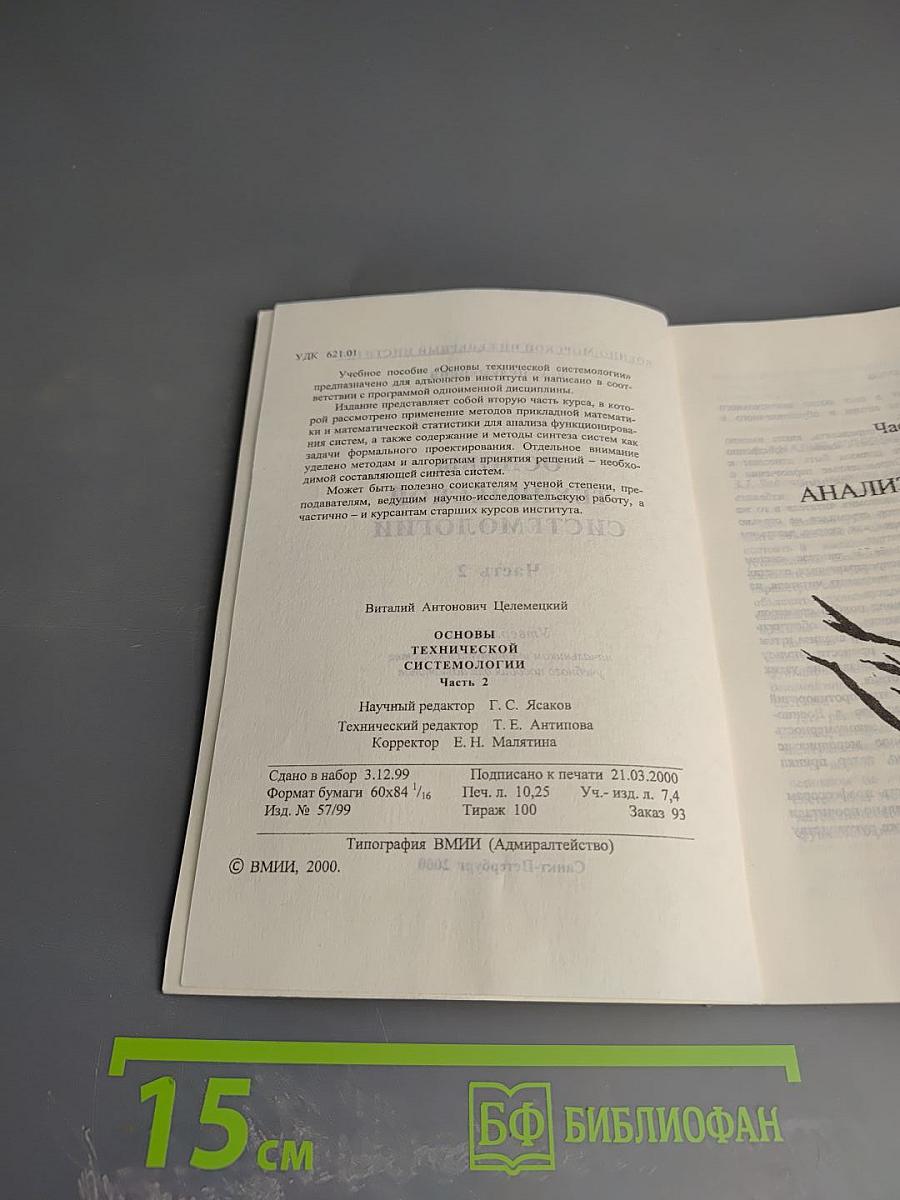 УДК 621.01
Учебное пособие «Основы технической системологии»
предназначено для адъюнктов института и написано в соот-
ветствии с программой одноименной дисциплины.
Издание представляет собой вторую часть курса, в кото-
рой рассмотрено применение методов прикладной математи-
ки и математической статистики для анализа функционирова-
ния систем, а также содержание и методы синтеза систем как
задачи формального проектирования. Отдельное внимание
уделено методам и алгоритмам принятия решений – необхо-
димой составляющей синтеза систем.
Может быть полезно соискателям ученой степени, пре-
подавателям, ведущим научно-исследовательскую работу, а
частично – и курсантам старших курсов института.
Виталий Антонович Целемецкий
ОСНОВЫ
ТЕХНИЧЕСКОЙ
СИСТЕМОЛОГИИ
Часть 2
Научный редактор Г. С. Ясаков
Технический редактор Т. Е. Антипова
Корректор Е. Н. Малятина
Сдано в набор 3.12.99 Подписано к печати 21.03.2000
Формат бумаги 60x84 1/16 Печ. л. 10,25 Уч.- изд. л. 7,4
Изд. № 57/99 Тираж 100 Заказ 93
Типография ВМИИ (Адмиралтейство)
© ВМИИ, 2000.
Час
АНАЛИЗ
15 см
БФ БИБЛИОФАН